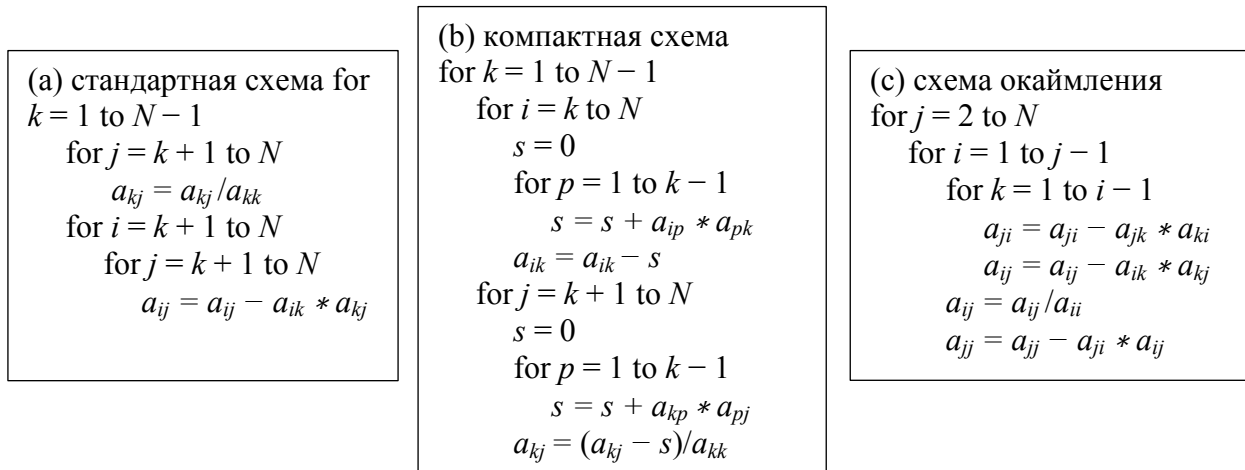 (a) стандартная схема for
k = 1 to N − 1
for j = k + 1 to N
a_kj = a_kj /a_kk
for i = k + 1 to N
for j = k + 1 to N
a_ij = a_ij − a_ik * a_kj
(b) компактная схема
for k = 1 to N − 1
for i = k to N
s = 0
for p = 1 to k − 1
s = s + a_ip * a_pk
a_ik = a_ik − s
for j = k + 1 to N
s = 0
for p = 1 to k − 1
s = s + a_kp * a_pj
a_kj = (a_kj − s)/a_kk
(c) схема окаймления
for j = 2 to N
for i = 1 to j − 1
for k = 1 to i − 1
a_ji = a_ji − a_jk * a_ki
a_ij = a_ij − a_ik * a_kj
a_ij = a_ij /a_ii
a_jj = a_jj − a_ji * a_ij